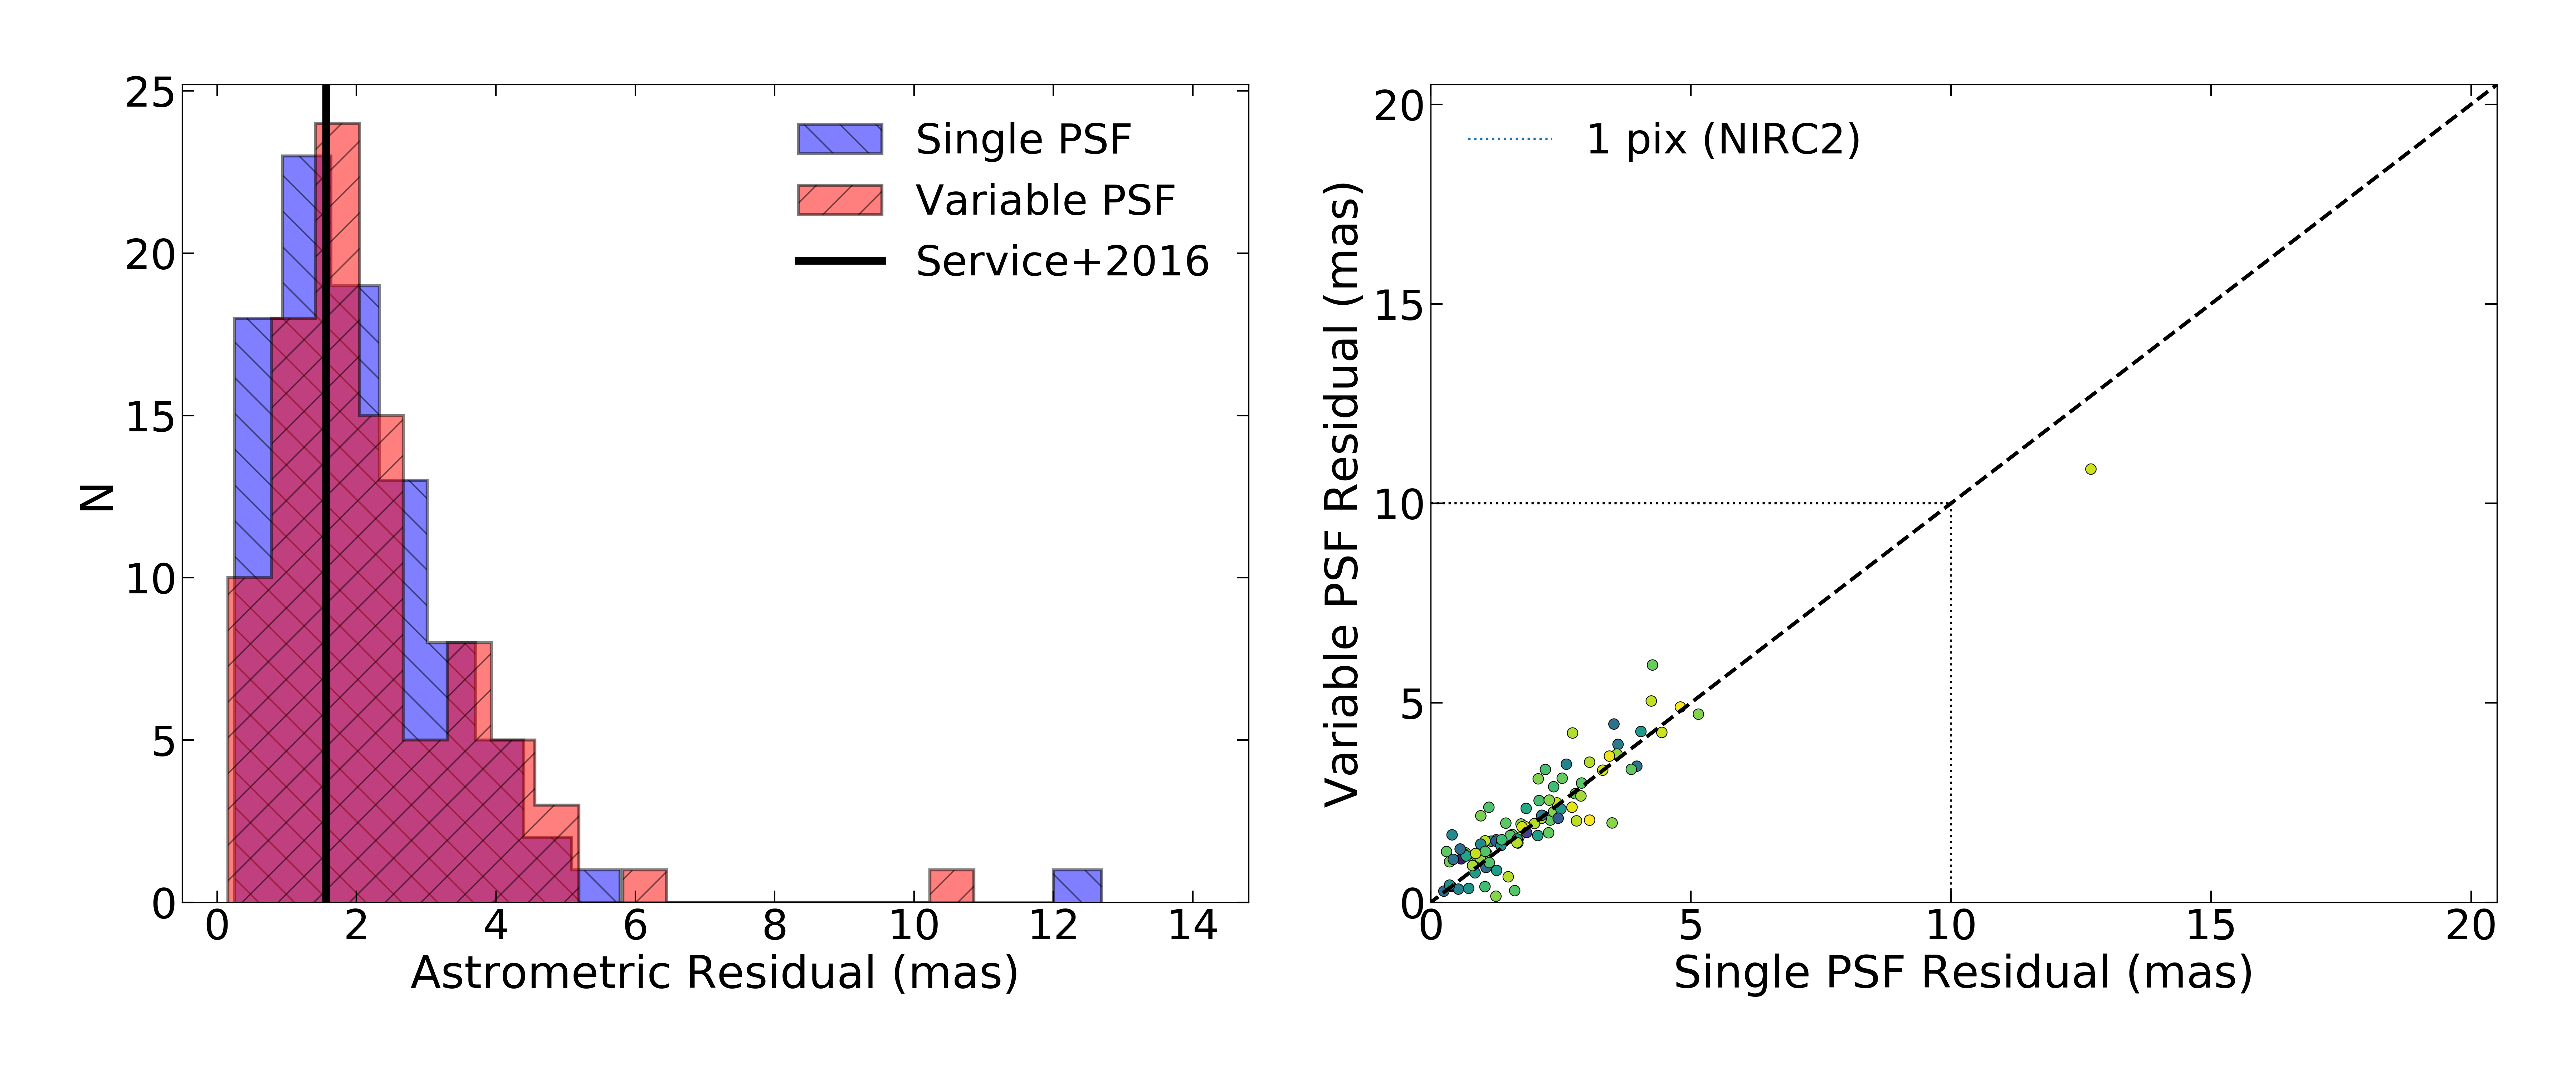 25
20
15
10
5
0
N
Single PSF
Variable PSF
Service+2016
0 2 4 6 8 10 12 14
Astrometric Residual (mas)
20
15
10
5
0
Variable PSF Residual (mas)
1 pix (NIRC2)
0 5 10 15 20
Single PSF Residual (mas)